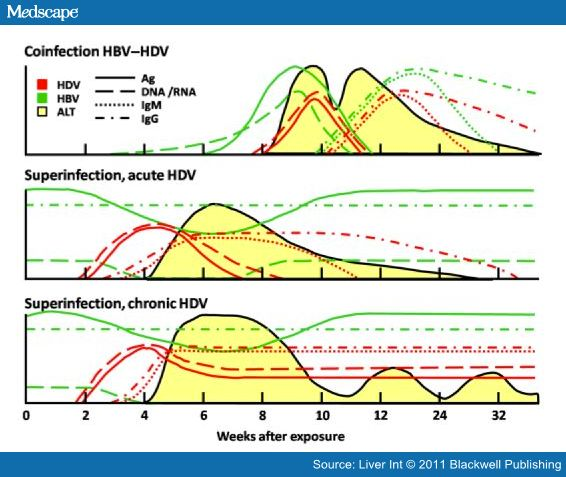 Medscape
Coinfection HBV–HDV
HDV
HBV
ALT
Ag
DNA /RNA
IgM
IgG
Superinfection, acute HDV
Superinfection, chronic HDV
0 2 4 6 8 10 12 24 32
Weeks after exposure
Source: Liver Int © 2011 Blackwell Publishing